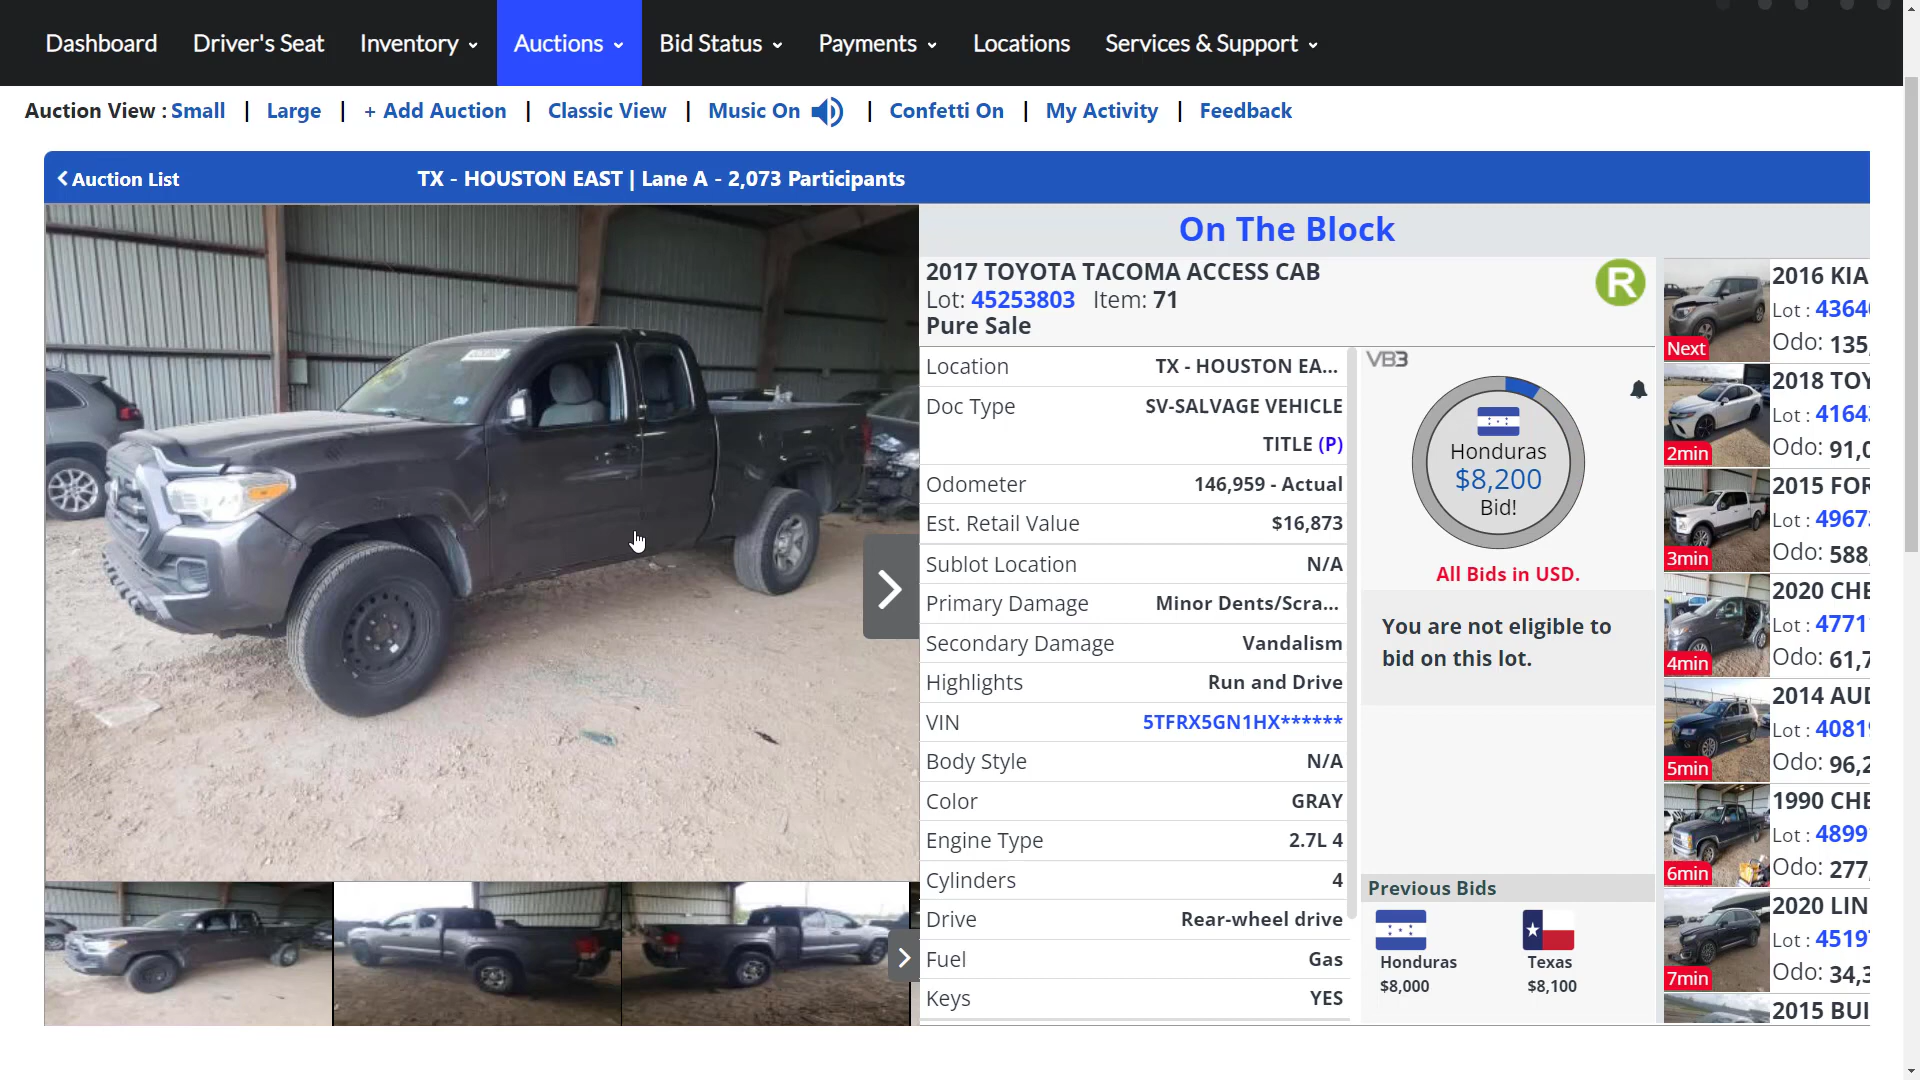 Dashboard Driver's Seat Inventory Auctions Bid Status Payments Locations Services & Support
Auction View : Small | Large | + Add Auction | Classic View | Music On | Confetti On | My Activity | Feedback
Auction List TX - HOUSTON EAST | Lane A - 2,073 Participants
On The Block
2017 TOYOTA TACOMA ACCESS CAB
Lot: 45253803 Item: 71
Pure Sale
R
Location TX - HOUSTON EA...
Doc Type SV-SALVAGE VEHICLE
TITLE (P)
Odometer 146,959 - Actual
Est. Retail Value $16,873
Sublot Location N/A
Primary Damage Minor Dents/Scra...
Secondary Damage Vandalism
Highlights Run and Drive
VIN 5TFRX5GN1HX******
Body Style N/A
Color GRAY
Engine Type 2.7L 4
Cylinders 4
Drive Rear-wheel drive
Fuel Gas
Keys YES
VB3
Honduras
$8,200
Bid!
All Bids in USD.
You are not eligible to
bid on this lot.
Previous Bids
Honduras
$8,000
Texas
$8,100
2016 KIA
Lot : 4364
Odo: 135,
Next
2018 TOY
Lot : 4164
Odo: 91,0
2min
2015 FOR
Lot : 4967
Odo: 588,
3min
2020 CHE
Lot : 4771
Odo: 61,7
4min
2014 AUD
Lot : 4081
Odo: 96,2
5min
1990 CHE
Lot : 4899
Odo: 277,
6min
2020 LIN
Lot : 4519
Odo: 34,3
7min
2015 BUI